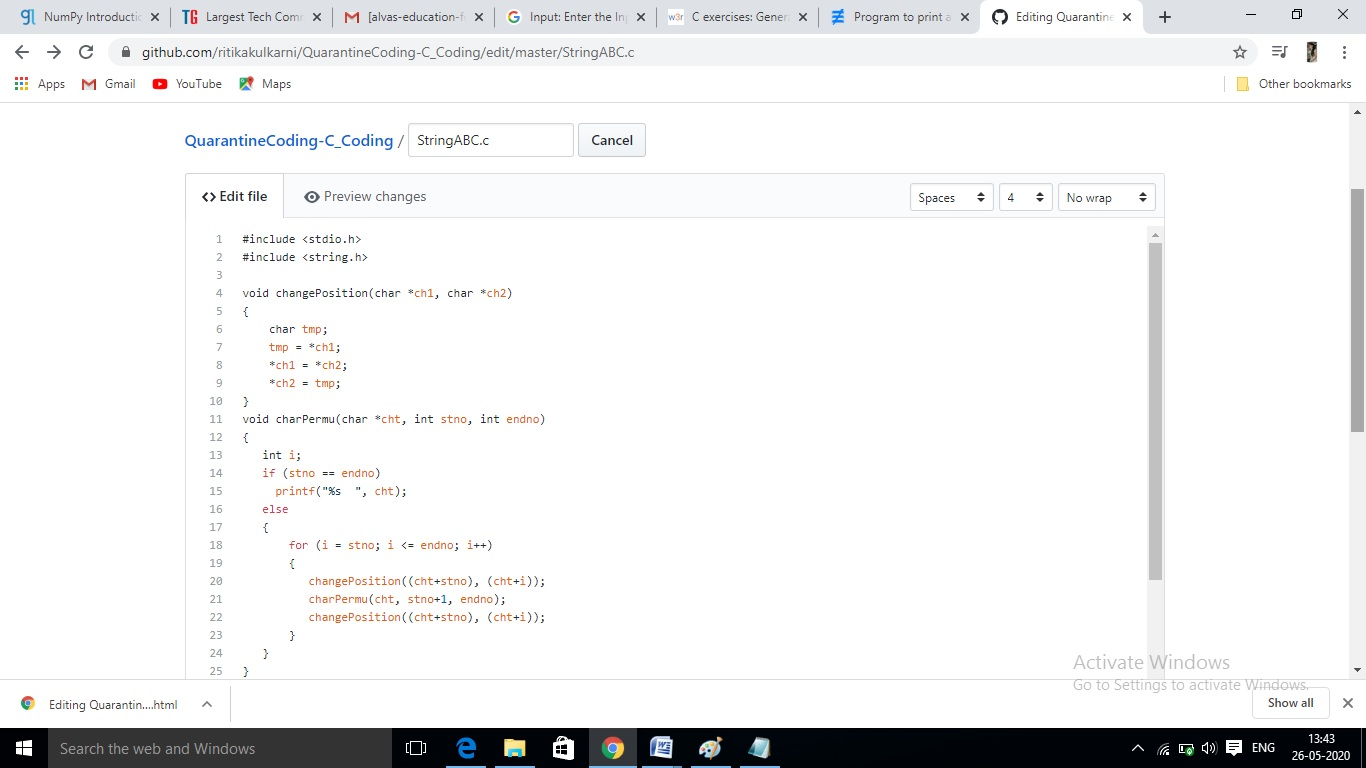 NumPy Introductic
Largest Tech Comr
[alvas-education-f
Input: Enter the In
w3r C exercises: Gener
Program to print a
Editing Quarantine
github.com/ritikakulkarni/QuarantineCoding-C_Coding/edit/master/StringABC.c
Apps Gmail YouTube Maps Other bookmarks
QuarantineCoding-C_Coding / StringABC.c Cancel
<> Edit file Preview changes Spaces 4 No wrap
1 #include <stdio.h>
2 #include <string.h>
3
4 void changePosition(char *ch1, char *ch2)
5 {
6 char tmp;
7 tmp = *ch1;
8 *ch1 = *ch2;
9 *ch2 = tmp;
10 }
11 void charPermu(char *cht, int stno, int endno)
12 {
13 int i;
14 if (stno == endno)
15 printf("%s  ", cht);
16 else
17 {
18 for (i = stno; i <= endno; i++)
19 {
20 changePosition((cht+stno), (cht+i));
21 charPermu(cht, stno+1, endno);
22 changePosition((cht+stno), (cht+i));
23 }
24 }
25 }
Activate Windows
Go to Settings to activate Windows.
Editing Quarantin....html Show all
Search the web and Windows
ENG
13:43
26-05-2020